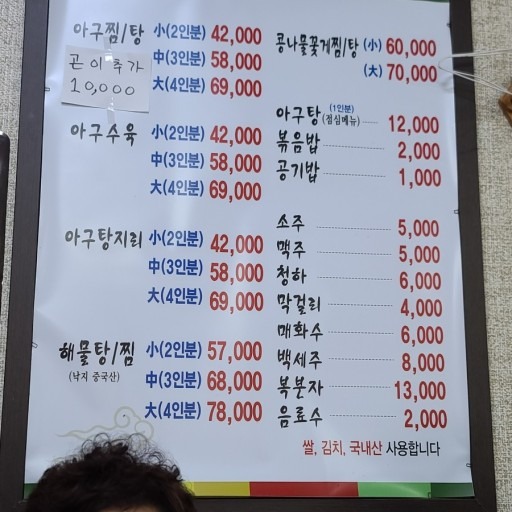 아구찜/탕 小(2인분) 42,000
中(3인분) 58,000
大(4인분) 69,000
곤이추가
10,000
아구수육 小(2인분) 42,000
中(3인분) 58,000
大(4인분) 69,000
아구탕지리 小(2인분) 42,000
中(3인분) 58,000
大(4인분) 69,000
해물탕/찜 小(2인분) 57,000
(낙지 중국산) 中(3인분) 68,000
大(4인분) 78,000
콩나물꽃게찜/탕 (小) 60,000
(大) 70,000
아구탕 (1인분) (점심메뉴) 12,000
볶음밥 2,000
공기밥 1,000
소주 5,000
맥주 5,000
청하 6,000
막걸리 4,000
매화수 6,000
백세주 8,000
복분자 13,000
음료수 2,000
쌀, 김치, 국내산 사용합니다